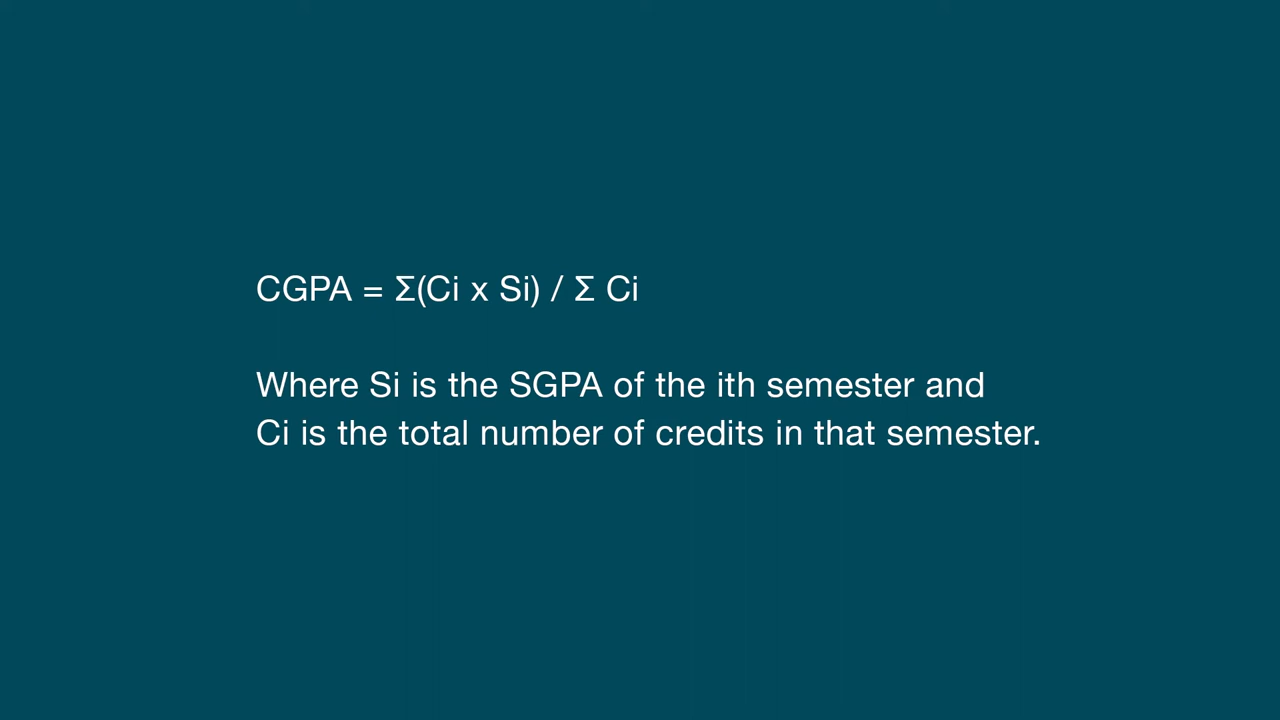 CGPA = Σ(Ci x Si) / Σ Ci
Where Si is the SGPA of the ith semester and
Ci is the total number of credits in that semester.